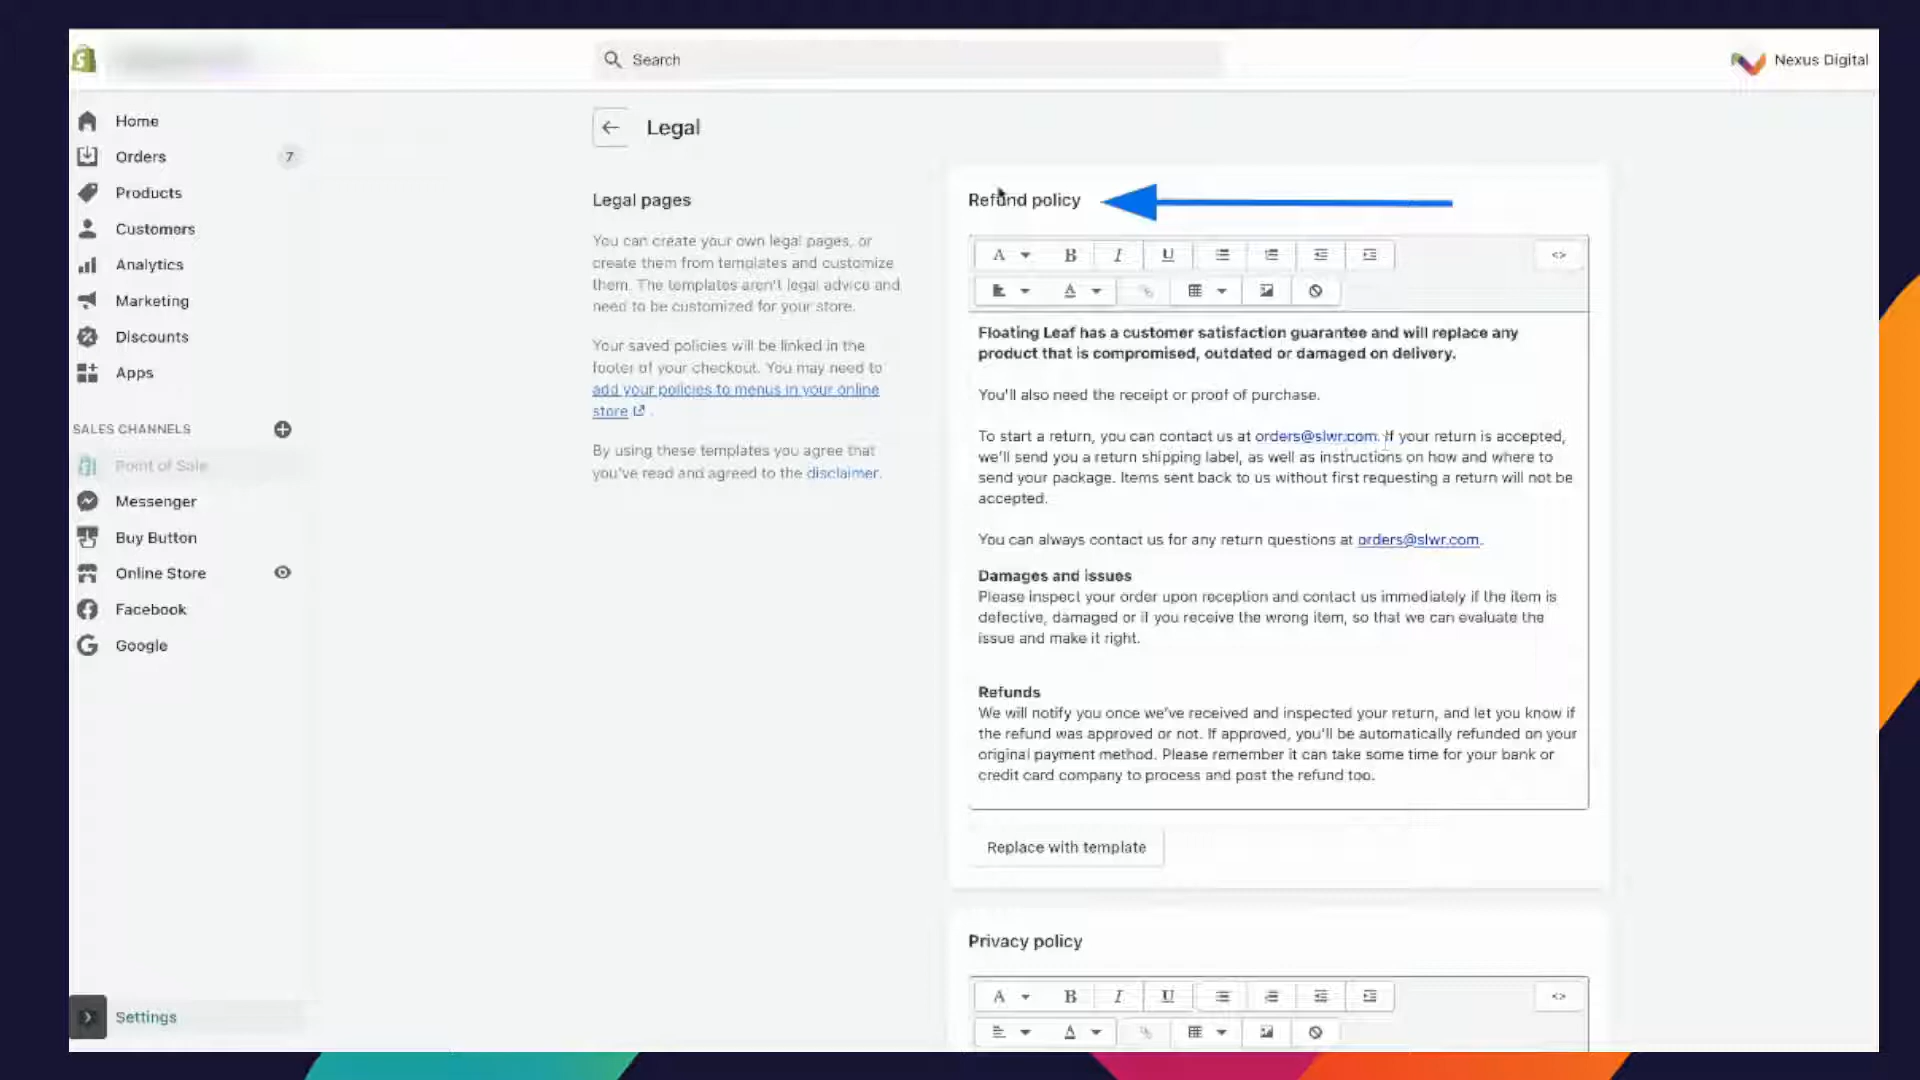 Search
Nexus Digital
Home
Orders 7
Products
Customers
Analytics
Marketing
Discounts
Apps
SALES CHANNELS
Point of Sale
Messenger
Buy Button
Online Store
Facebook
Google
Settings
Legal
Legal pages
You can create your own legal pages, or
create them from templates and customize
them. The templates aren't legal advice and
need to be customized for your store.
Your saved policies will be linked in the
footer of your checkout. You may need to
add your policies to menus in your online
store .
By using these templates you agree that
you've read and agreed to the disclaimer.
Refund policy
A B I U <>
A
Floating Leaf has a customer satisfaction guarantee and will replace any
product that is compromised, outdated or damaged on delivery.
You'll also need the receipt or proof of purchase.
To start a return, you can contact us at orders@slwr.com. If your return is accepted,
we'll send you a return shipping label, as well as instructions on how and where to
send your package. Items sent back to us without first requesting a return will not be
accepted.
You can always contact us for any return questions at orders@slwr.com.
Damages and issues
Please inspect your order upon reception and contact us immediately if the item is
defective, damaged or if you receive the wrong item, so that we can evaluate the
issue and make it right.
Refunds
We will notify you once we've received and inspected your return, and let you know if
the refund was approved or not. If approved, you'll be automatically refunded on your
original payment method. Please remember it can take some time for your bank or
credit card company to process and post the refund too.
Replace with template
Privacy policy
A B I U <>
A